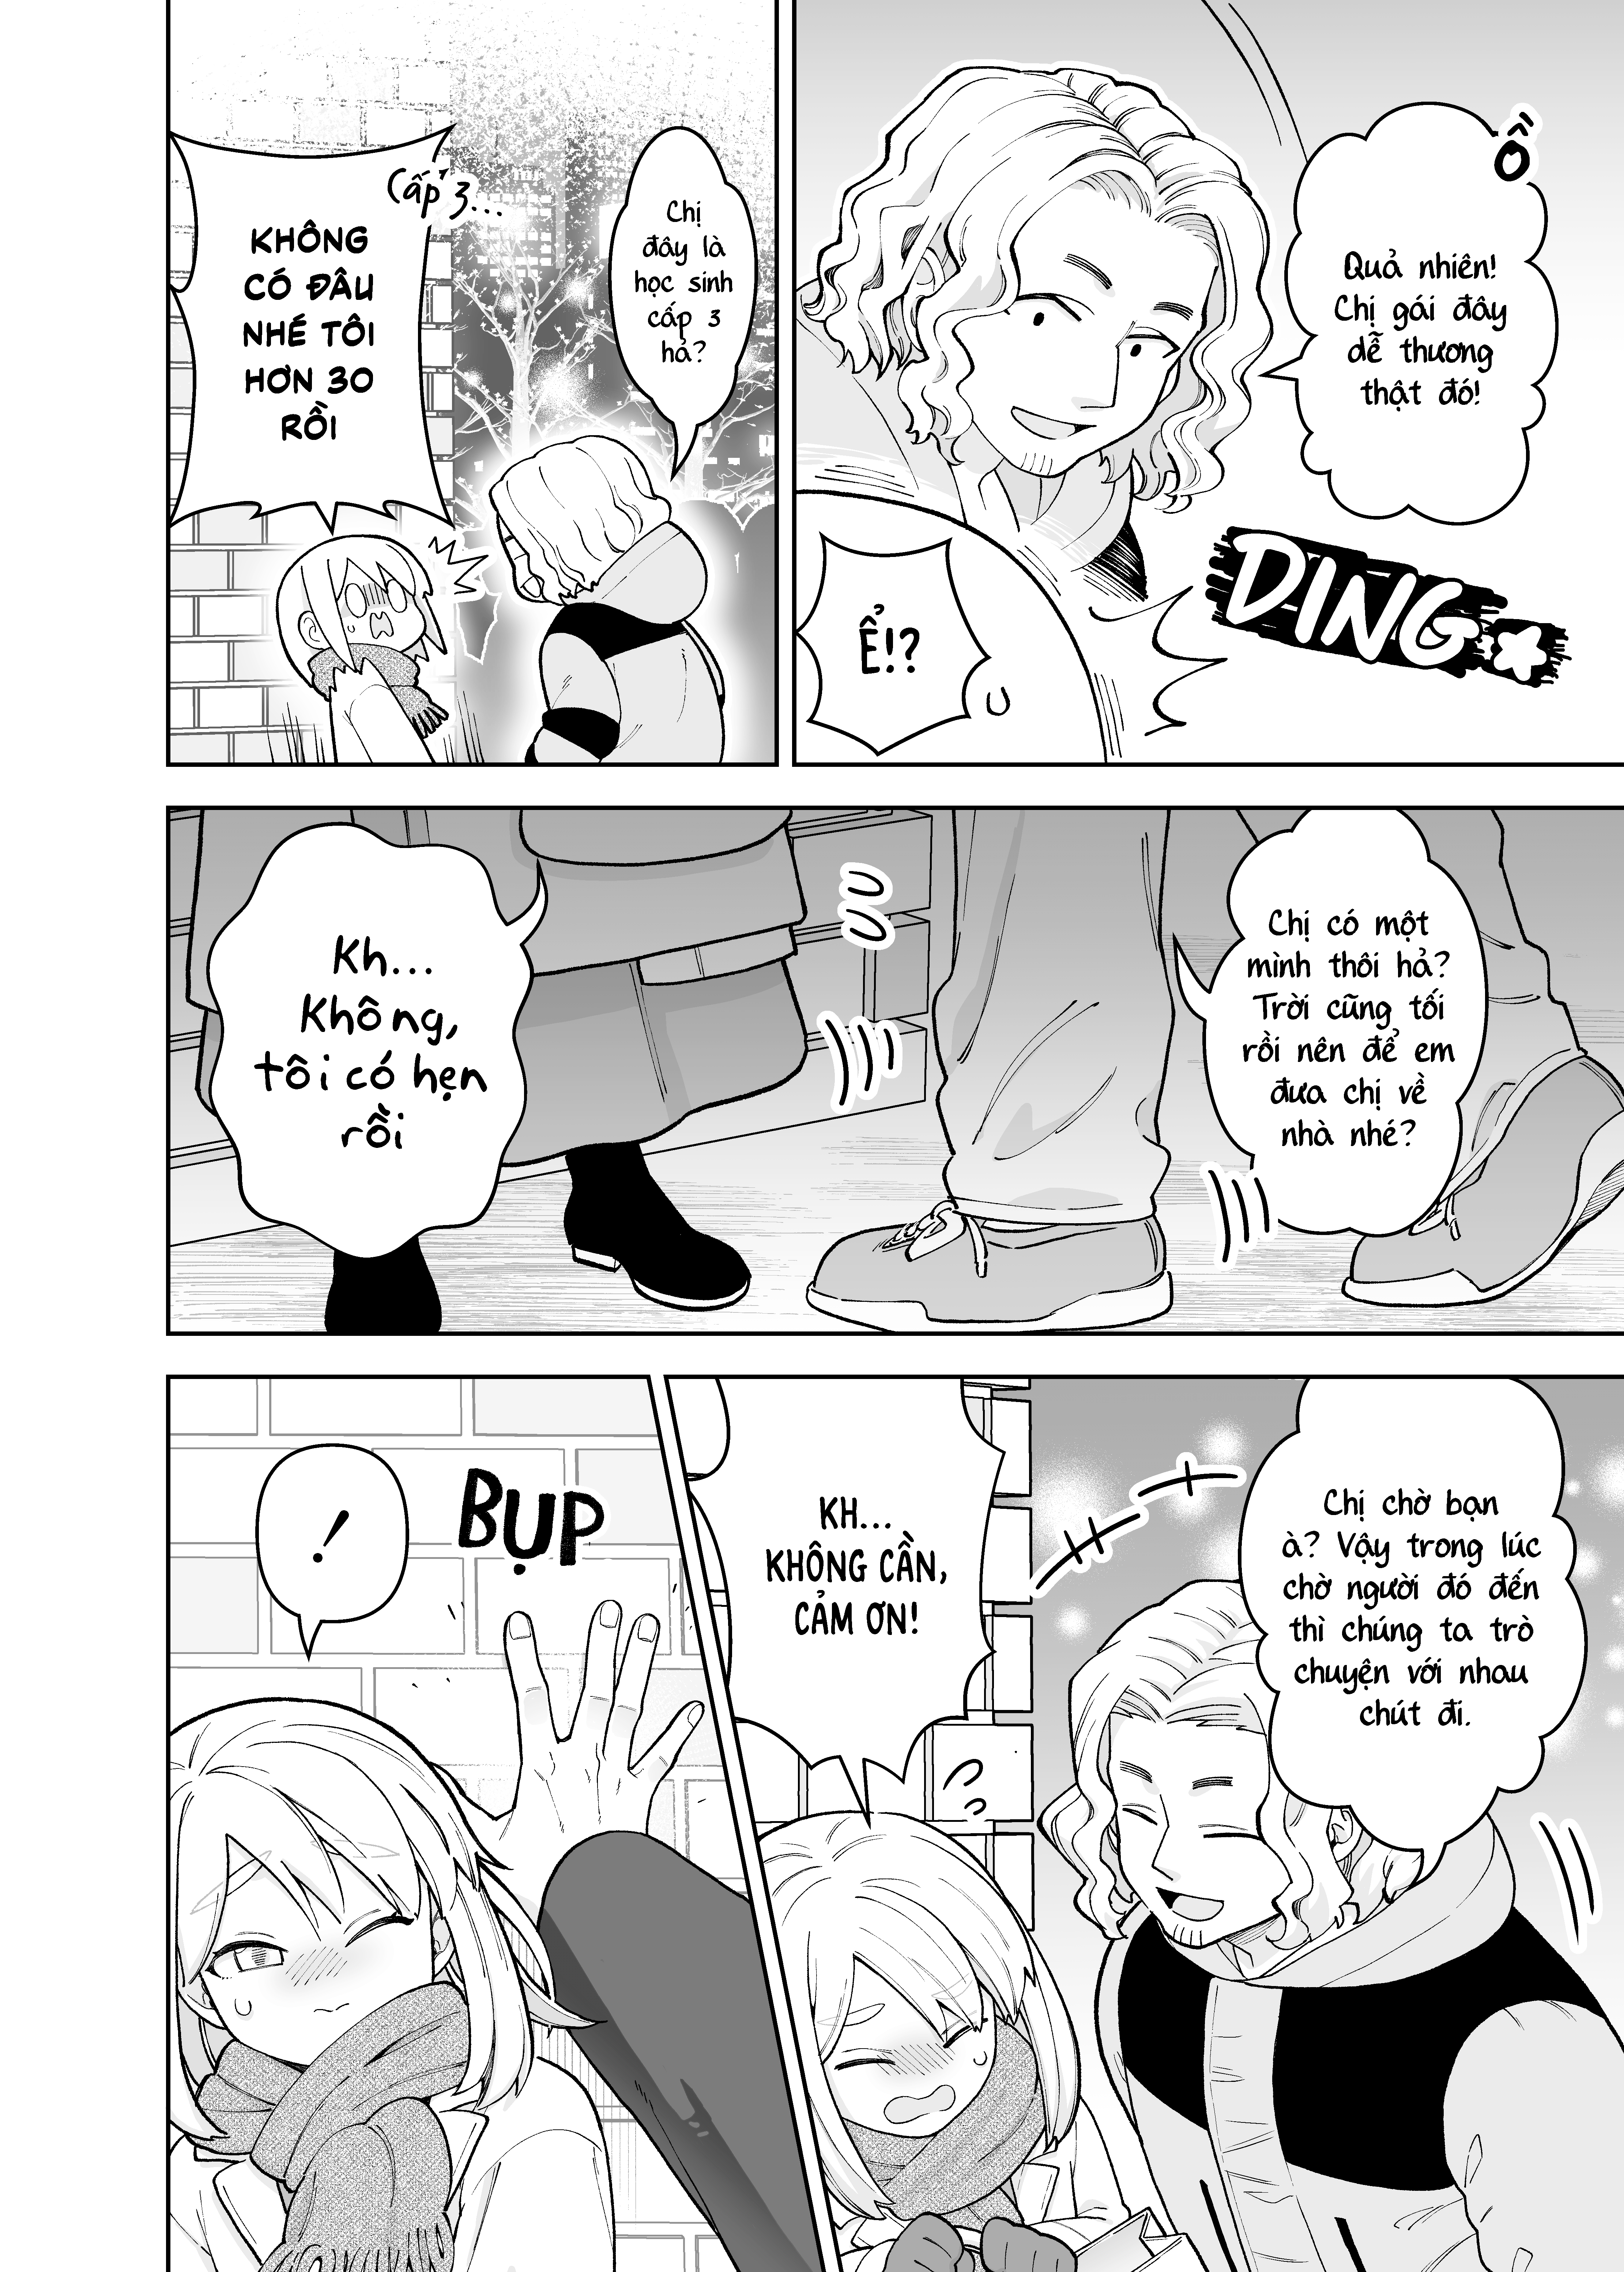 Ồ
Quả nhiên!
Chị gái đây
dễ thương
thật đó!
DING
Ể!?
Chị
đây là
học sinh
cấp 3
hả?
Cấp 3...
KHÔNG
CÓ ĐÂU
NHÉ TÔI
HƠN 30
RỒI
Chị có một
mình thôi hả?
Trời cũng tối
rồi nên để em
đưa chị về
nhà nhé?
Kh...
Không,
tôi có hẹn
rồi
Chị chờ bạn
à? Vậy trong lúc
chờ người đó đến
thì chúng ta trò
chuyện với nhau
chút đi.
KH...
KHÔNG CẦN,
CẢM ƠN!
BỤP
!